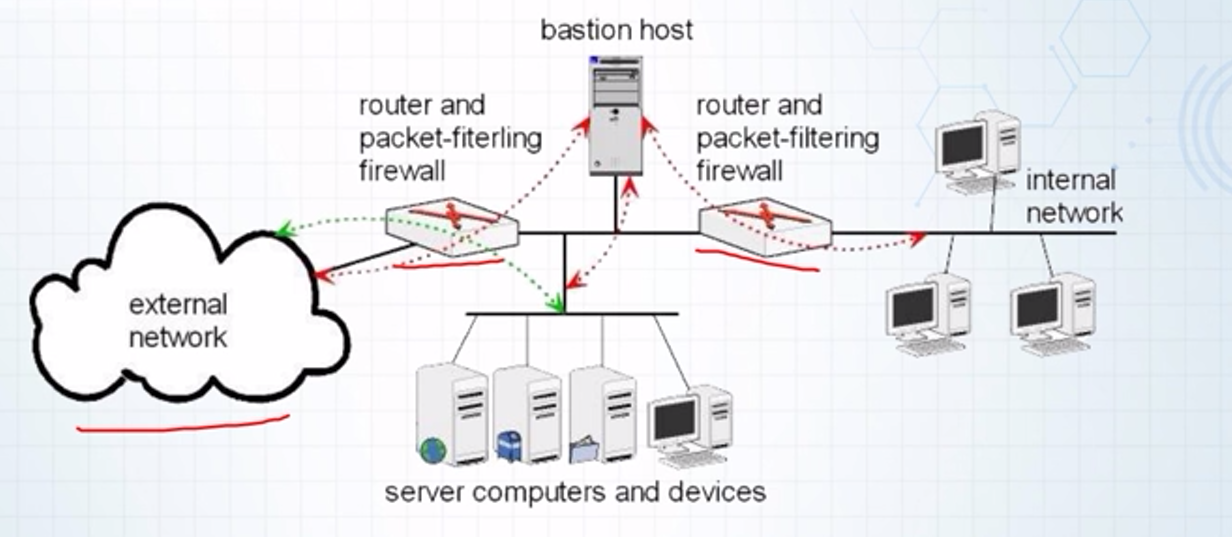 bastion host
router and
packet-fiterling
firewall
router and
packet-filtering
firewall
internal
network
external
network
server computers and devices